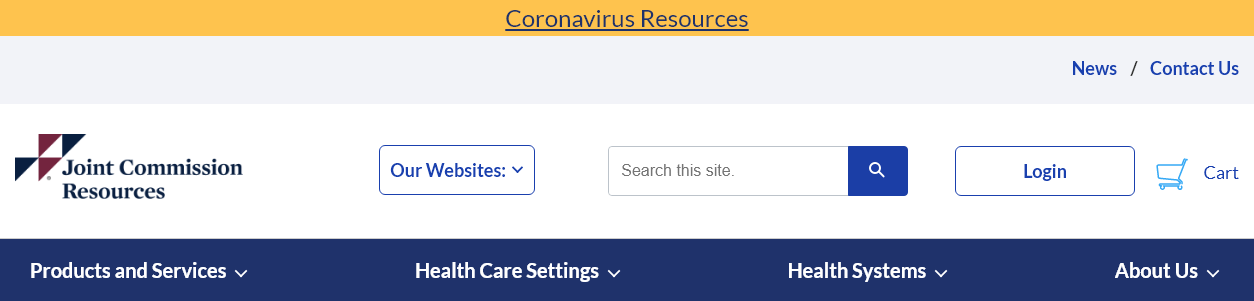 Coronavirus Resources
News / Contact Us
Joint Commission
Resources
Our Websites:
Search this site.
Login
Cart
Products and Services
Health Care Settings
Health Systems
About Us